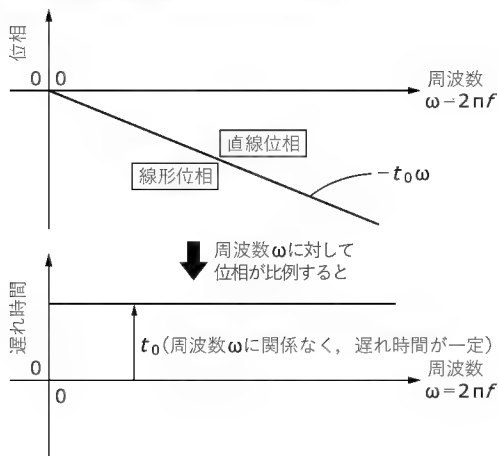 位相
0 0
周波数
ω－2πf
直線位相
線形位相
－t₀ω
周波数ωに対して
位相が比例すると
遅れ時間
t₀(周波数ωに関係なく，遅れ時間が一定)
0
0
周波数
ω=2πf